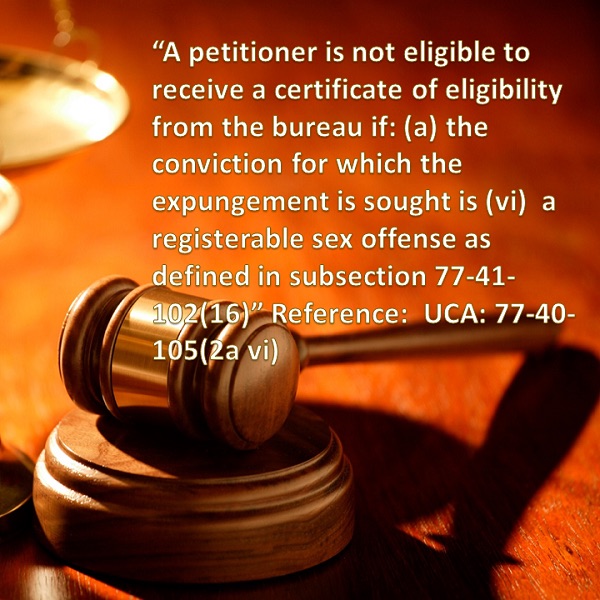 “A petitioner is not eligible to
receive a certificate of eligibility
from the bureau if: (a) the
conviction for which the
expungement is sought is (vi)  a
registerable sex offense as
defined in subsection 77-41-
102(16)” Reference:  UCA: 77-40-
105(2a vi)